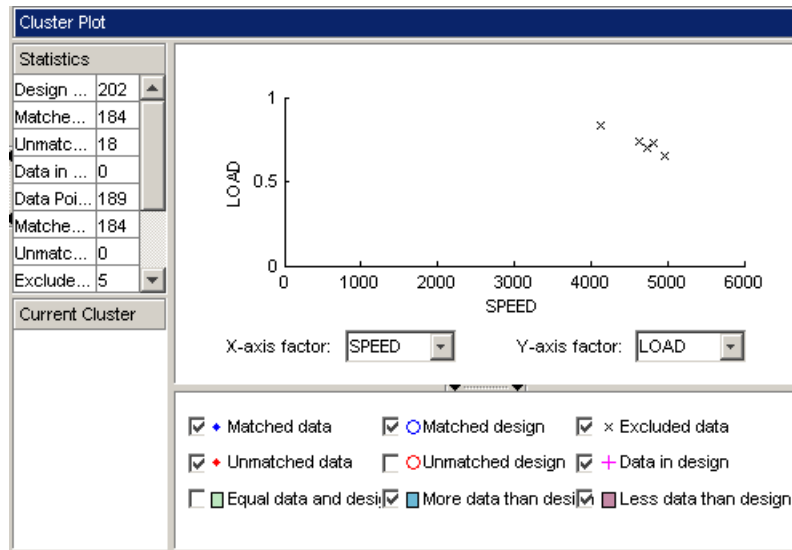 Cluster Plot
Statistics
Design ... 202
Matche... 184
Unmatc... 18
Data in ... 0
Data Poi... 189
Matche... 184
Unmatc... 0
Exclude... 5
Current Cluster
1
0.5
0
LOAD
0 1000 2000 3000 4000 5000 6000
SPEED
X-axis factor: SPEED Y-axis factor: LOAD
Matched data Matched design Excluded data
Unmatched data Unmatched design Data in design
Equal data and desi More data than desi Less data than design